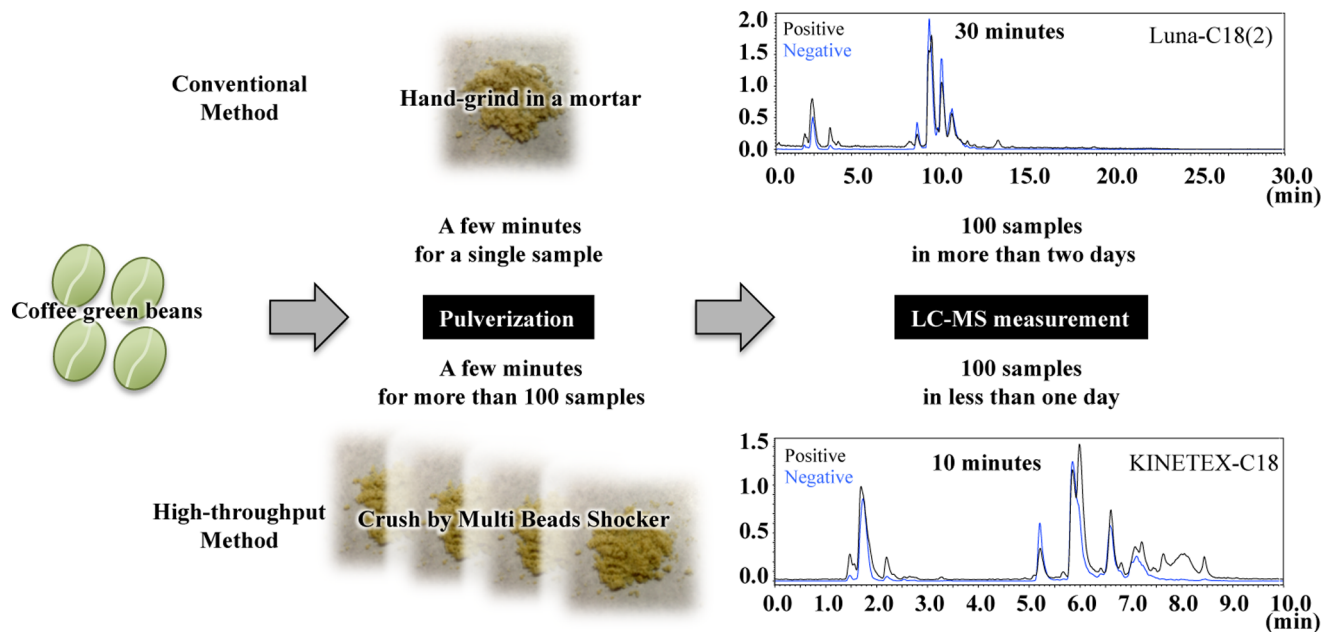 Conventional
Method
Hand-grind in a mortar
2.0
1.5
1.0
0.5
0.0
Positive
Negative
30 minutes
Luna-C18(2)
0.0
5.0
10.0
15.0
20.0
25.0
30.0
(min)
A few minutes
for a single sample
100 samples
in more than two days
Coffee green beans
Pulverization
LC-MS measurement
A few minutes
for more than 100 samples
100 samples
in less than one day
High-throughput
Method
Crush by Multi Beads Shocker
1.5
1.0
0.5
0.0
Positive
Negative
10 minutes
KINETEX-C18
0.0
1.0
2.0
3.0
4.0
5.0
6.0
7.0
8.0
9.0
10.0
(min)